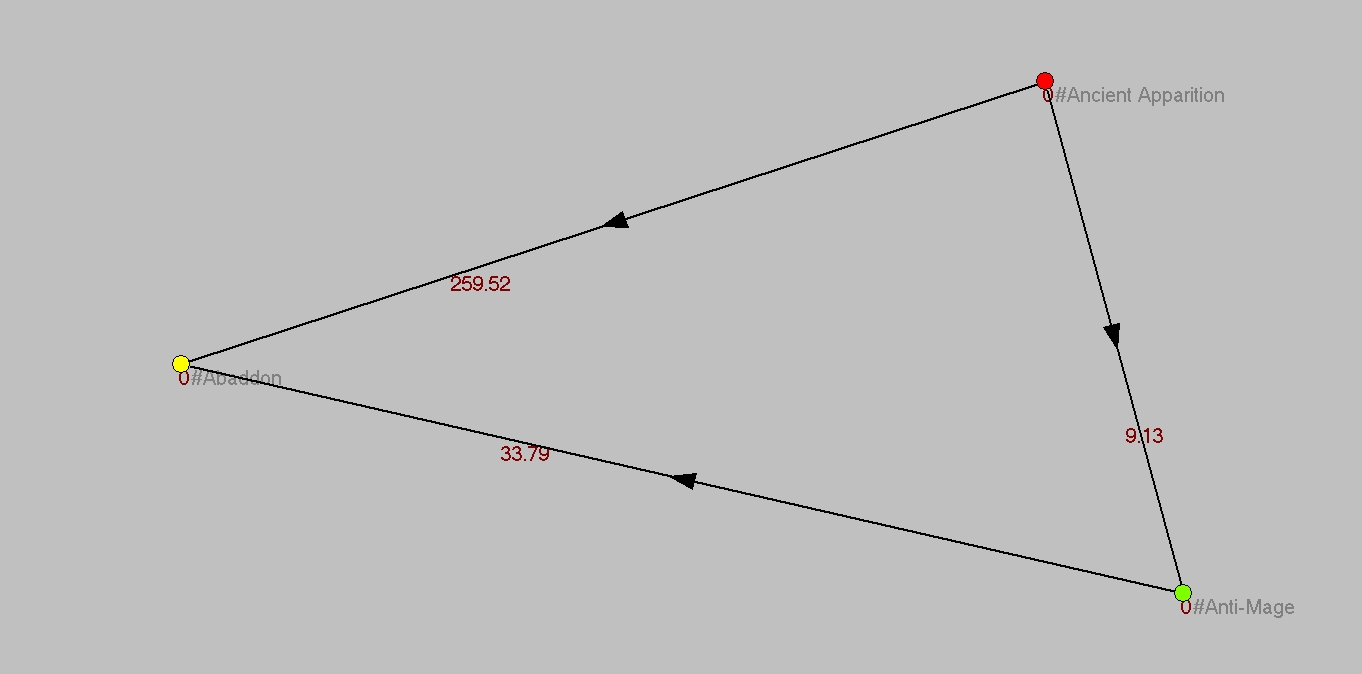 0#Ancient Apparition
259.52
0#Abaddon
9.13
33.79
0#Anti-Mage